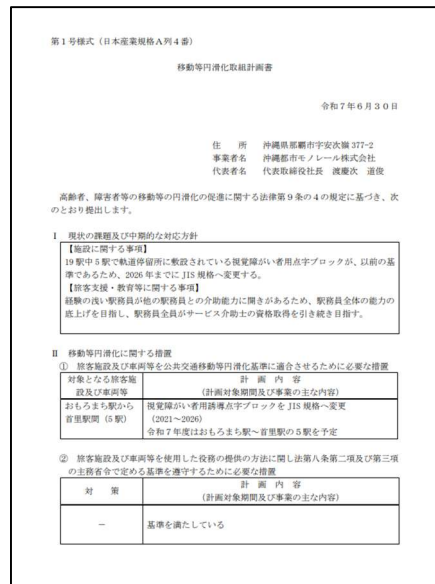 第1号様式（日本産業規格A列4番）
移動等円滑化取組計画書
令和7年6月30日
住　　所　沖縄県那覇市字安次嶺 377-2
事業者名　沖縄都市モノレール株式会社
代表者名　代表取締役社長　渡慶次　道俊
高齢者、障害者等の移動等の円滑化の促進に関する法律第9条の4の規定に基づき、次
のとおり提出します。
Ⅰ　現状の課題及び中期的な対応方針
【施設に関する事項】
19駅中5駅で軌道停留所に敷設されている視覚障がい者用点字ブロックが、以前の基
準であるため、2026年までにJIS規格へ変更する。
【旅客支援・教育等に関する事項】
経験の浅い駅務員が他の駅務員との介助能力に開きがあるため、駅務員全体の能力の
底上げを目指し、駅務員全員がサービス介助士の資格取得を引き続き目指す。
Ⅱ　移動等円滑化に関する措置
①　旅客施設及び車両等を公共交通移動等円滑化基準に適合させるために必要な措置
対象となる旅客施
設及び車両等
計　画　内　容
（計画対象期間及び事業の主な内容）
おもろまち駅から
首里駅間（5駅）
視覚障がい者用誘導点字ブロックをJIS規格へ変更
（2021～2026）
令和7年度はおもろまち駅～首里駅の5駅を予定
②　旅客施設及び車両等を使用した役務の提供の方法に関し法第八条第二項及び第三項
の主務省令で定める基準を遵守するために必要な措置
対　策
計　画　内　容
（計画対象期間及び事業の主な内容）
－
基準を満たしている